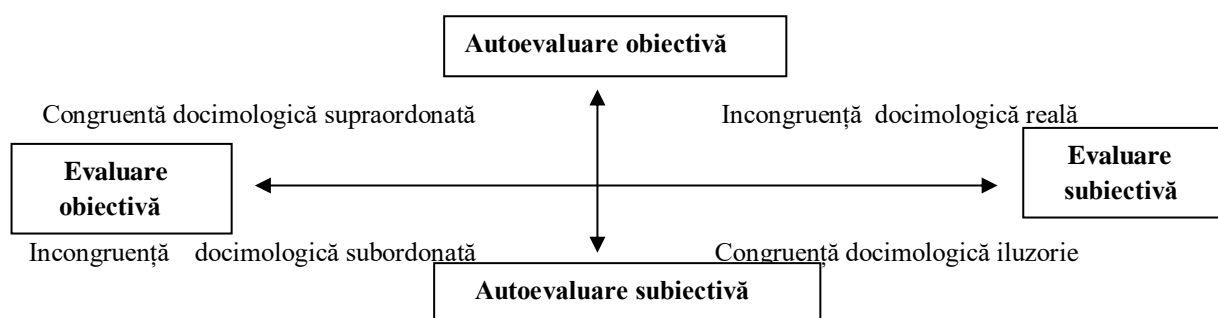 Autoevaluare obiectivă
Congruentă docimologică supraordonată Incongruență docimologică reală
Evaluare
obiectivă
Evaluare
subiectivă
Incongruență docimologică subordonată Congruență docimologică iluzorie
Autoevaluare subiectivă